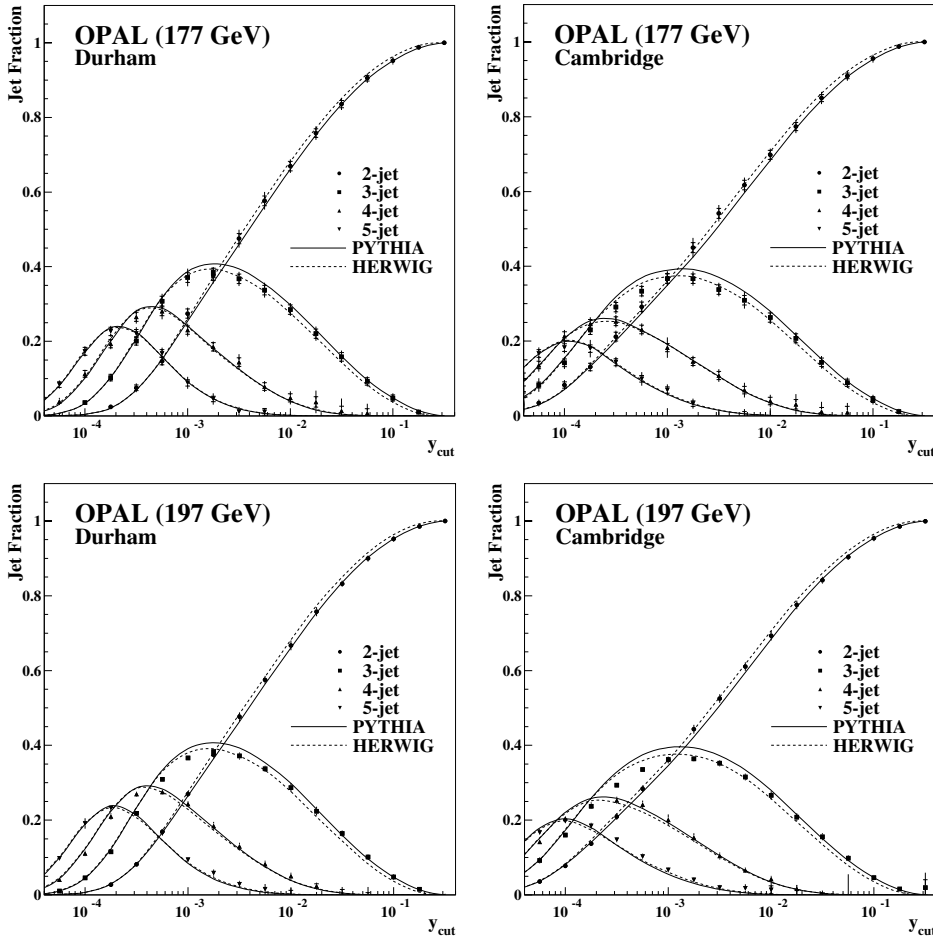 OPAL (177 GeV)
Durham
Jet Fraction
1
0.8
0.6
0.4
0.2
0
2-jet
3-jet
4-jet
5-jet
PYTHIA
HERWIG
10^-4
10^-3
10^-2
10^-1
y_cut
OPAL (177 GeV)
Cambridge
Jet Fraction
1
0.8
0.6
0.4
0.2
0
2-jet
3-jet
4-jet
5-jet
PYTHIA
HERWIG
10^-4
10^-3
10^-2
10^-1
y_cut
OPAL (197 GeV)
Durham
Jet Fraction
1
0.8
0.6
0.4
0.2
0
2-jet
3-jet
4-jet
5-jet
PYTHIA
HERWIG
10^-4
10^-3
10^-2
10^-1
y_cut
OPAL (197 GeV)
Cambridge
Jet Fraction
1
0.8
0.6
0.4
0.2
0
2-jet
3-jet
4-jet
5-jet
PYTHIA
HERWIG
10^-4
10^-3
10^-2
10^-1
y_cut